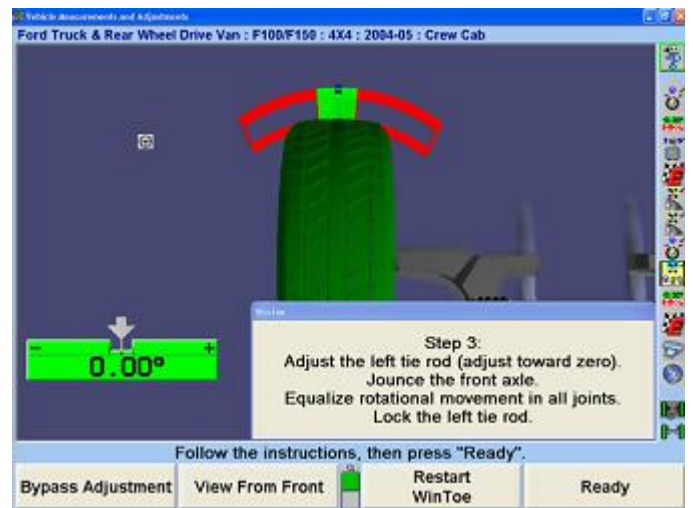 Vehicle Measurements and Adjustments
Ford Truck & Rear Wheel Drive Van : F100/F150 : 4X4 : 2004-05 : Crew Cab
- +
0.00°
WinToe
Step 3:
Adjust the left tie rod (adjust toward zero).
Jounce the front axle.
Equalize rotational movement in all joints.
Lock the left tie rod.
Follow the instructions, then press "Ready".
Bypass Adjustment
View From Front
Restart
WinToe
Ready